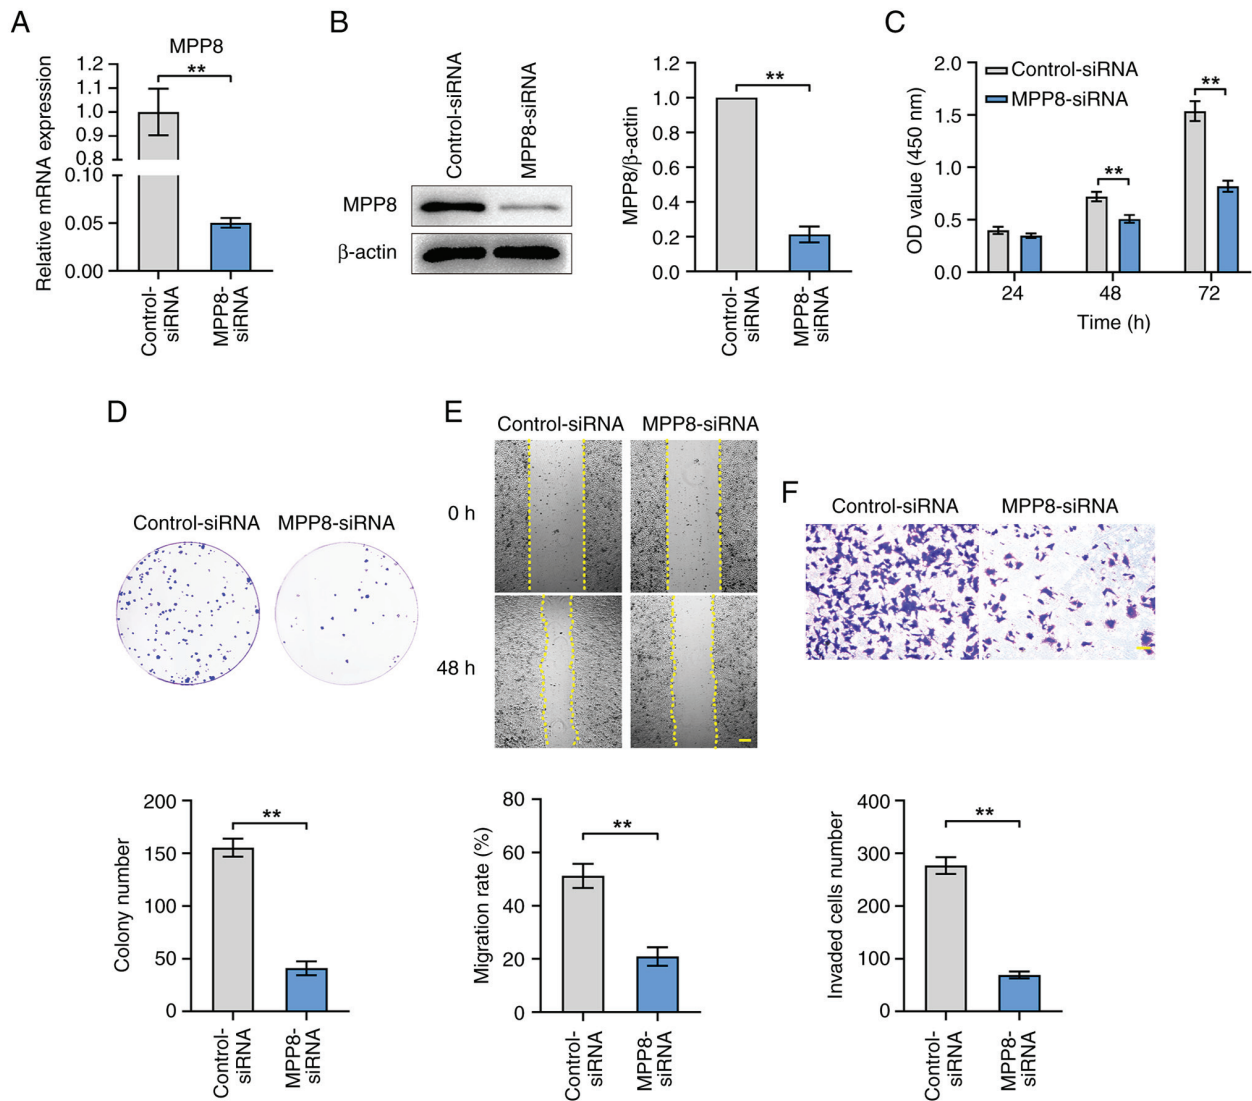 A
MPP8
**
Relative mRNA expression
1.2
1.1
1.0
0.9
0.8
0.10
0.05
0.00
Control-
siRNA
MPP8-
siRNA
B
Control-siRNA
MPP8-siRNA
MPP8
β-actin
**
MPP8/β-actin
1.2
1.0
0.8
0.6
0.4
0.2
0.0
Control-
siRNA
MPP8-
siRNA
C
Control-siRNA
MPP8-siRNA
**
**
OD value (450 nm)
2.0
1.5
1.0
0.5
0.0
24
48
72
Time (h)
D
Control-siRNA
MPP8-siRNA
**
Colony number
200
150
100
50
0
Control-
siRNA
MPP8-
siRNA
E
Control-siRNA
MPP8-siRNA
0 h
48 h
**
Migration rate (%)
80
60
40
20
0
Control-
siRNA
MPP8-
siRNA
F
Control-siRNA
MPP8-siRNA
**
Invaded cells number
400
300
200
100
0
Control-
siRNA
MPP8-
siRNA